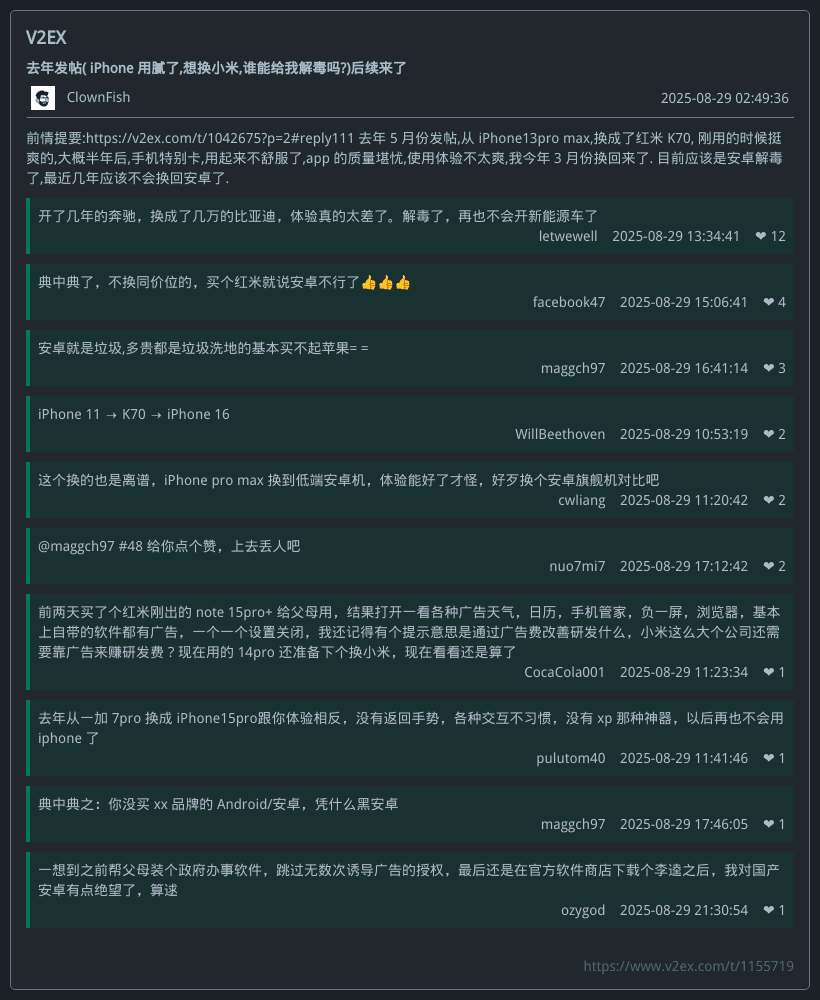 V2EX
去年发帖( iPhone 用腻了,想换小米,谁能给我解毒吗?)后续来了
ClownFish 2025-08-29 02:49:36
前情提要:https://v2ex.com/t/1042675?p=2#reply111 去年 5 月份发帖,从 iPhone13pro max,换成了红米 K70, 刚用的时候挺
爽的,大概半年后,手机特别卡,用起来不舒服了,app 的质量堪忧,使用体验不太爽,我今年 3 月份换回来了. 目前应该是安卓解毒
了,最近几年应该不会换回安卓了.
开了几年的奔驰，换成了几万的比亚迪，体验真的太差了。解毒了，再也不会开新能源车了
letwewell 2025-08-29 13:34:41 ❤ 12
典中典了，不换同价位的，买个红米就说安卓不行了👍👍👍
facebook47 2025-08-29 15:06:41 ❤ 4
安卓就是垃圾,多贵都是垃圾洗地的基本买不起苹果= =
maggch97 2025-08-29 16:41:14 ❤ 3
iPhone 11 → K70 → iPhone 16
WillBeethoven 2025-08-29 10:53:19 ❤ 2
这个换的也是离谱，iPhone pro max 换到低端安卓机，体验能好了才怪，好歹换个安卓旗舰机对比吧
cwliang 2025-08-29 11:20:42 ❤ 2
@maggch97 #48 给你点个赞，上去丢人吧
nuo7mi7 2025-08-29 17:12:42 ❤ 2
前两天买了个红米刚出的 note 15pro+ 给父母用，结果打开一看各种广告天气，日历，手机管家，负一屏，浏览器，基本
上自带的软件都有广告，一个一个设置关闭，我还记得有个提示意思是通过广告费改善研发什么，小米这么大个公司还需
要靠广告来赚研发费？现在用的 14pro 还准备下个换小米，现在看看还是算了
CocaCola001 2025-08-29 11:23:34 ❤ 1
去年从一加 7pro 换成 iPhone15pro跟你体验相反，没有返回手势，各种交互不习惯，没有 xp 那种神器，以后再也不会用
iphone 了
pulutom40 2025-08-29 11:41:46 ❤ 1
典中典之：你没买 xx 品牌的 Android/安卓，凭什么黑安卓
maggch97 2025-08-29 17:46:05 ❤ 1
一想到之前帮父母装个政府办事软件，跳过无数次诱导广告的授权，最后还是在官方软件商店下载个李逵之后，我对国产
安卓有点绝望了，算逑
ozygod 2025-08-29 21:30:54 ❤ 1
https://www.v2ex.com/t/1155719